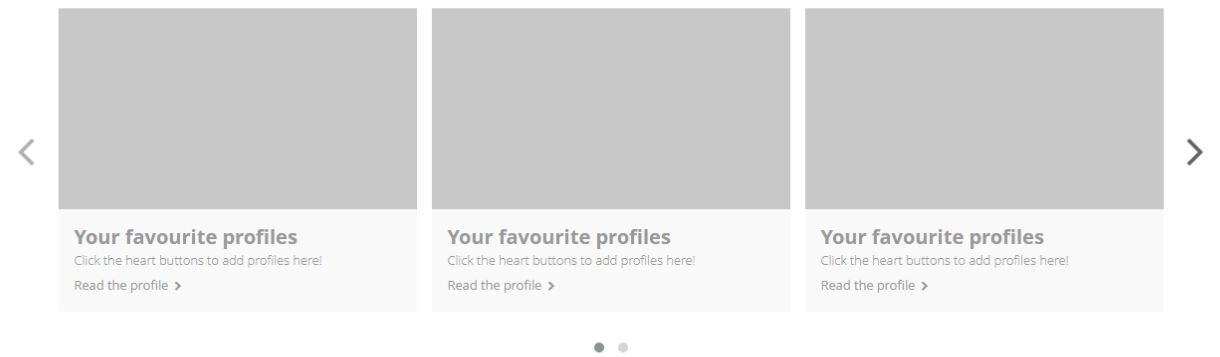 Your favourite profiles
Click the heart buttons to add profiles here!
Read the profile
Your favourite profiles
Click the heart buttons to add profiles here!
Read the profile
Your favourite profiles
Click the heart buttons to add profiles here!
Read the profile